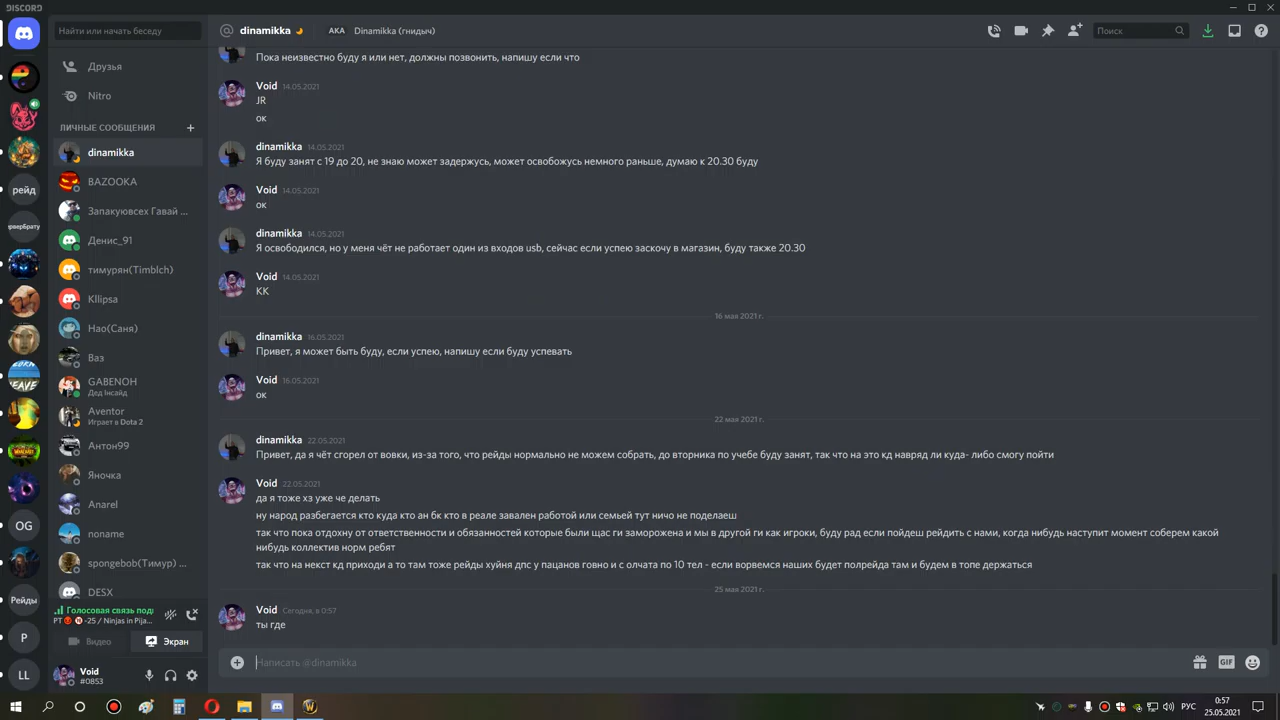 DISCORD
Найти или начать беседу
dinamikka
AKA
Dinamikka (гнидыч)
Поиск
Друзья
Nitro
ЛИЧНЫЕ СООБЩЕНИЯ
dinamikka
BAZOOKA
Запакуювсех Гавай ...
Денис_91
тимурян(Timblch)
Kllipsa
Нао(Саня)
Ваз
GABENOH
Дед Інсайд
Aventor
Играет в Dota 2
Антон99
Яночка
Anarel
noname
spongebob(Тимур) ...
DESX
рейд
OG
Рейды
P
LL
Голосовая связь под
-25 / Ninjas in Pija...
Видео
Экран
Void
#0853
Пока неизвестно буду я или нет, должны позвонить, напишу если что
Void 14.05.2021
JR
ок
dinamikka 14.05.2021
Я буду занят с 19 до 20, не знаю может задержусь, может освобожусь немного раньше, думаю к 20.30 буду
Void 14.05.2021
ок
dinamikka 14.05.2021
Я освободился, но у меня чёт не работает один из входов usb, сейчас если успею заскочу в магазин, буду также 20.30
Void 14.05.2021
КК
16 мая 2021 г.
dinamikka 16.05.2021
Привет, я может быть буду, если успею, напишу если буду успевать
Void 16.05.2021
ок
22 мая 2021 г.
dinamikka 22.05.2021
Привет, да я чёт сгорел от вовки, из-за того, что рейды нормально не можем собрать, до вторника по учебе буду занят, так что на это кд навряд ли куда- либо смогу пойти
Void 22.05.2021
да я тоже хз уже че делать
ну народ разбегается кто куда кто ан бк кто в реале завален работой или семьей тут ничо не поделаеш
так что пока отдохну от ответственности и обязанностей которые были щас ги заморожена и мы в другой ги как игроки, буду рад если пойдеш ги рейдить с нами, когда нибудь наступит момент соберем какой
нибудь коллектив норм ребят
так что на некст кд приходи а то там тоже рейды хуйня дпс у пацанов говно и с олчата по 10 тел - если ворвемся наших будет полрейда там и будем в топе держаться
25 мая 2021 г.
Void Сегодня, в 0:57
ты где
Написать @dinamikka
GIF
РУС
0:57
25.05.2021